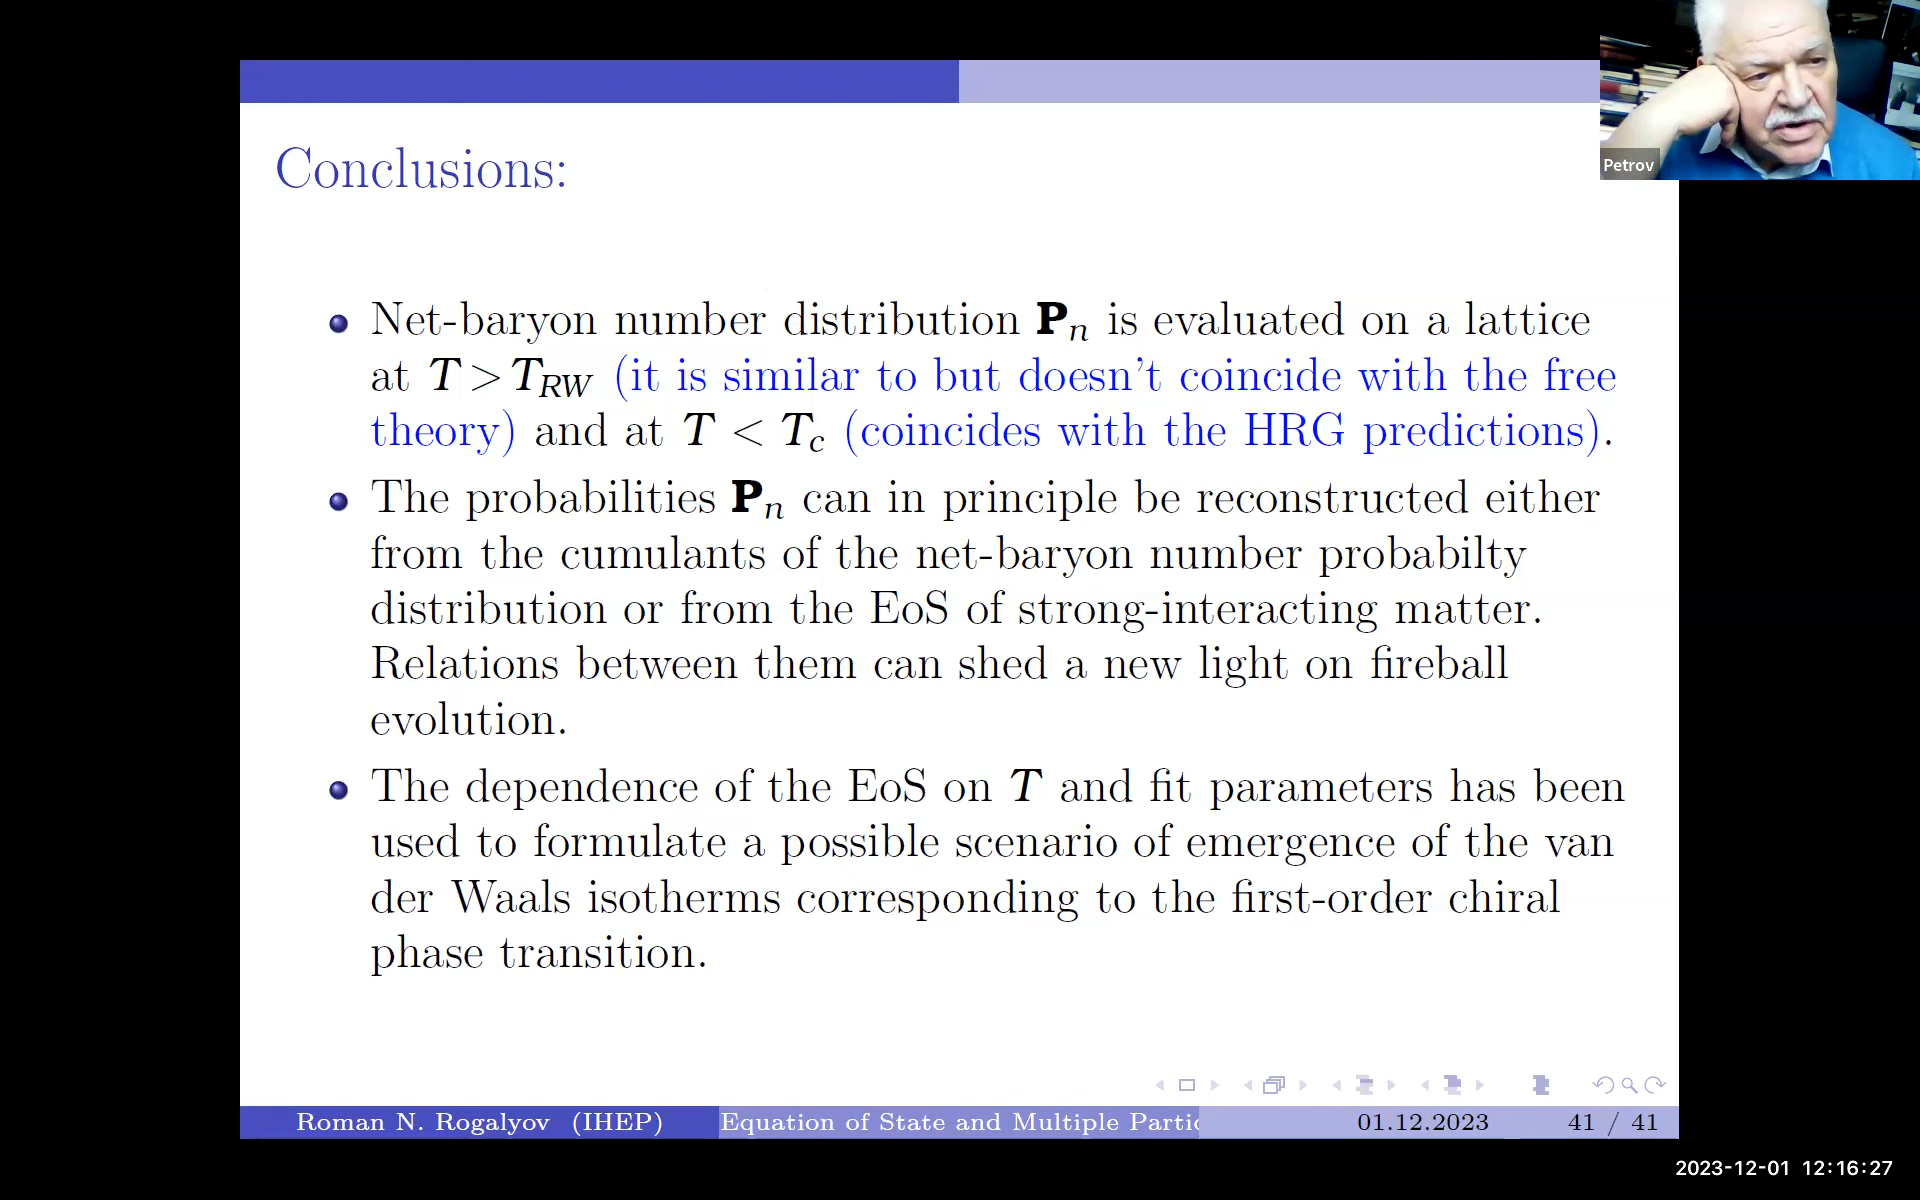 Petrov
Conclusions:
Net-baryon number distribution Pₙ is evaluated on a lattice
at T > T_RW (it is similar to but doesn't coincide with the free
theory) and at T < T_c (coincides with the HRG predictions).
The probabilities Pₙ can in principle be reconstructed either
from the cumulants of the net-baryon number probabilty
distribution or from the EoS of strong-interacting matter.
Relations between them can shed a new light on fireball
evolution.
The dependence of the EoS on T and fit parameters has been
used to formulate a possible scenario of emergence of the van
der Waals isotherms corresponding to the first-order chiral
phase transition.
Roman N. Rogalyov (IHEP) Equation of State and Multiple Partic 01.12.2023 41 / 41
2023-12-01 12:16:27